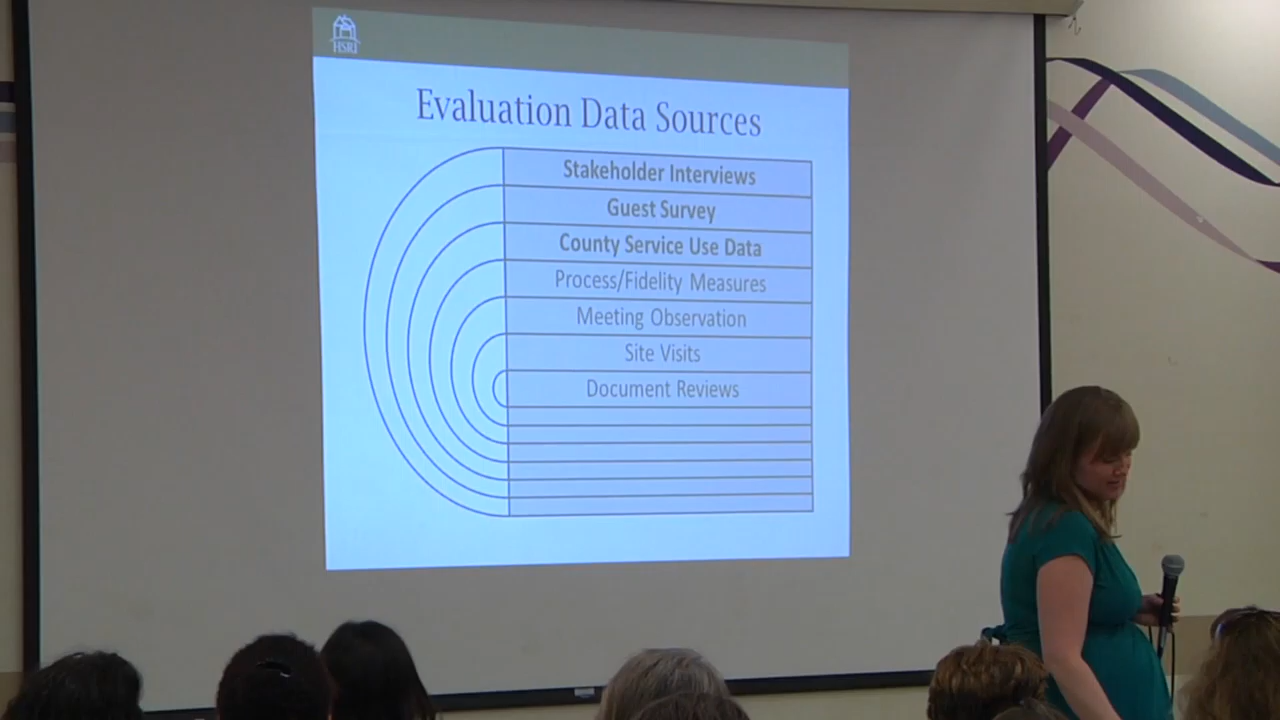 HSRI
Evaluation Data Sources
Stakeholder Interviews
Guest Survey
County Service Use Data
Process/Fidelity Measures
Meeting Observation
Site Visits
Document Reviews